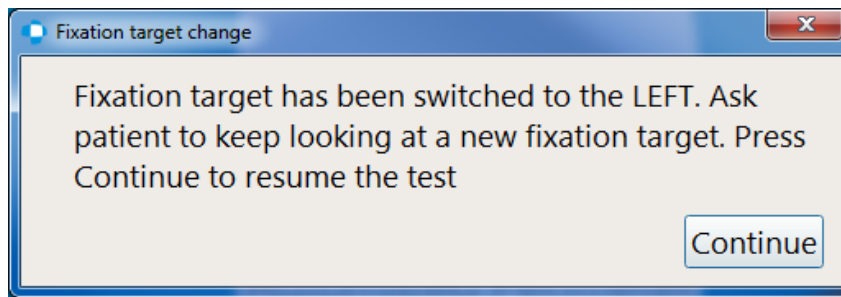 Fixation target change
Fixation target has been switched to the LEFT. Ask
patient to keep looking at a new fixation target. Press
Continue to resume the test
Continue